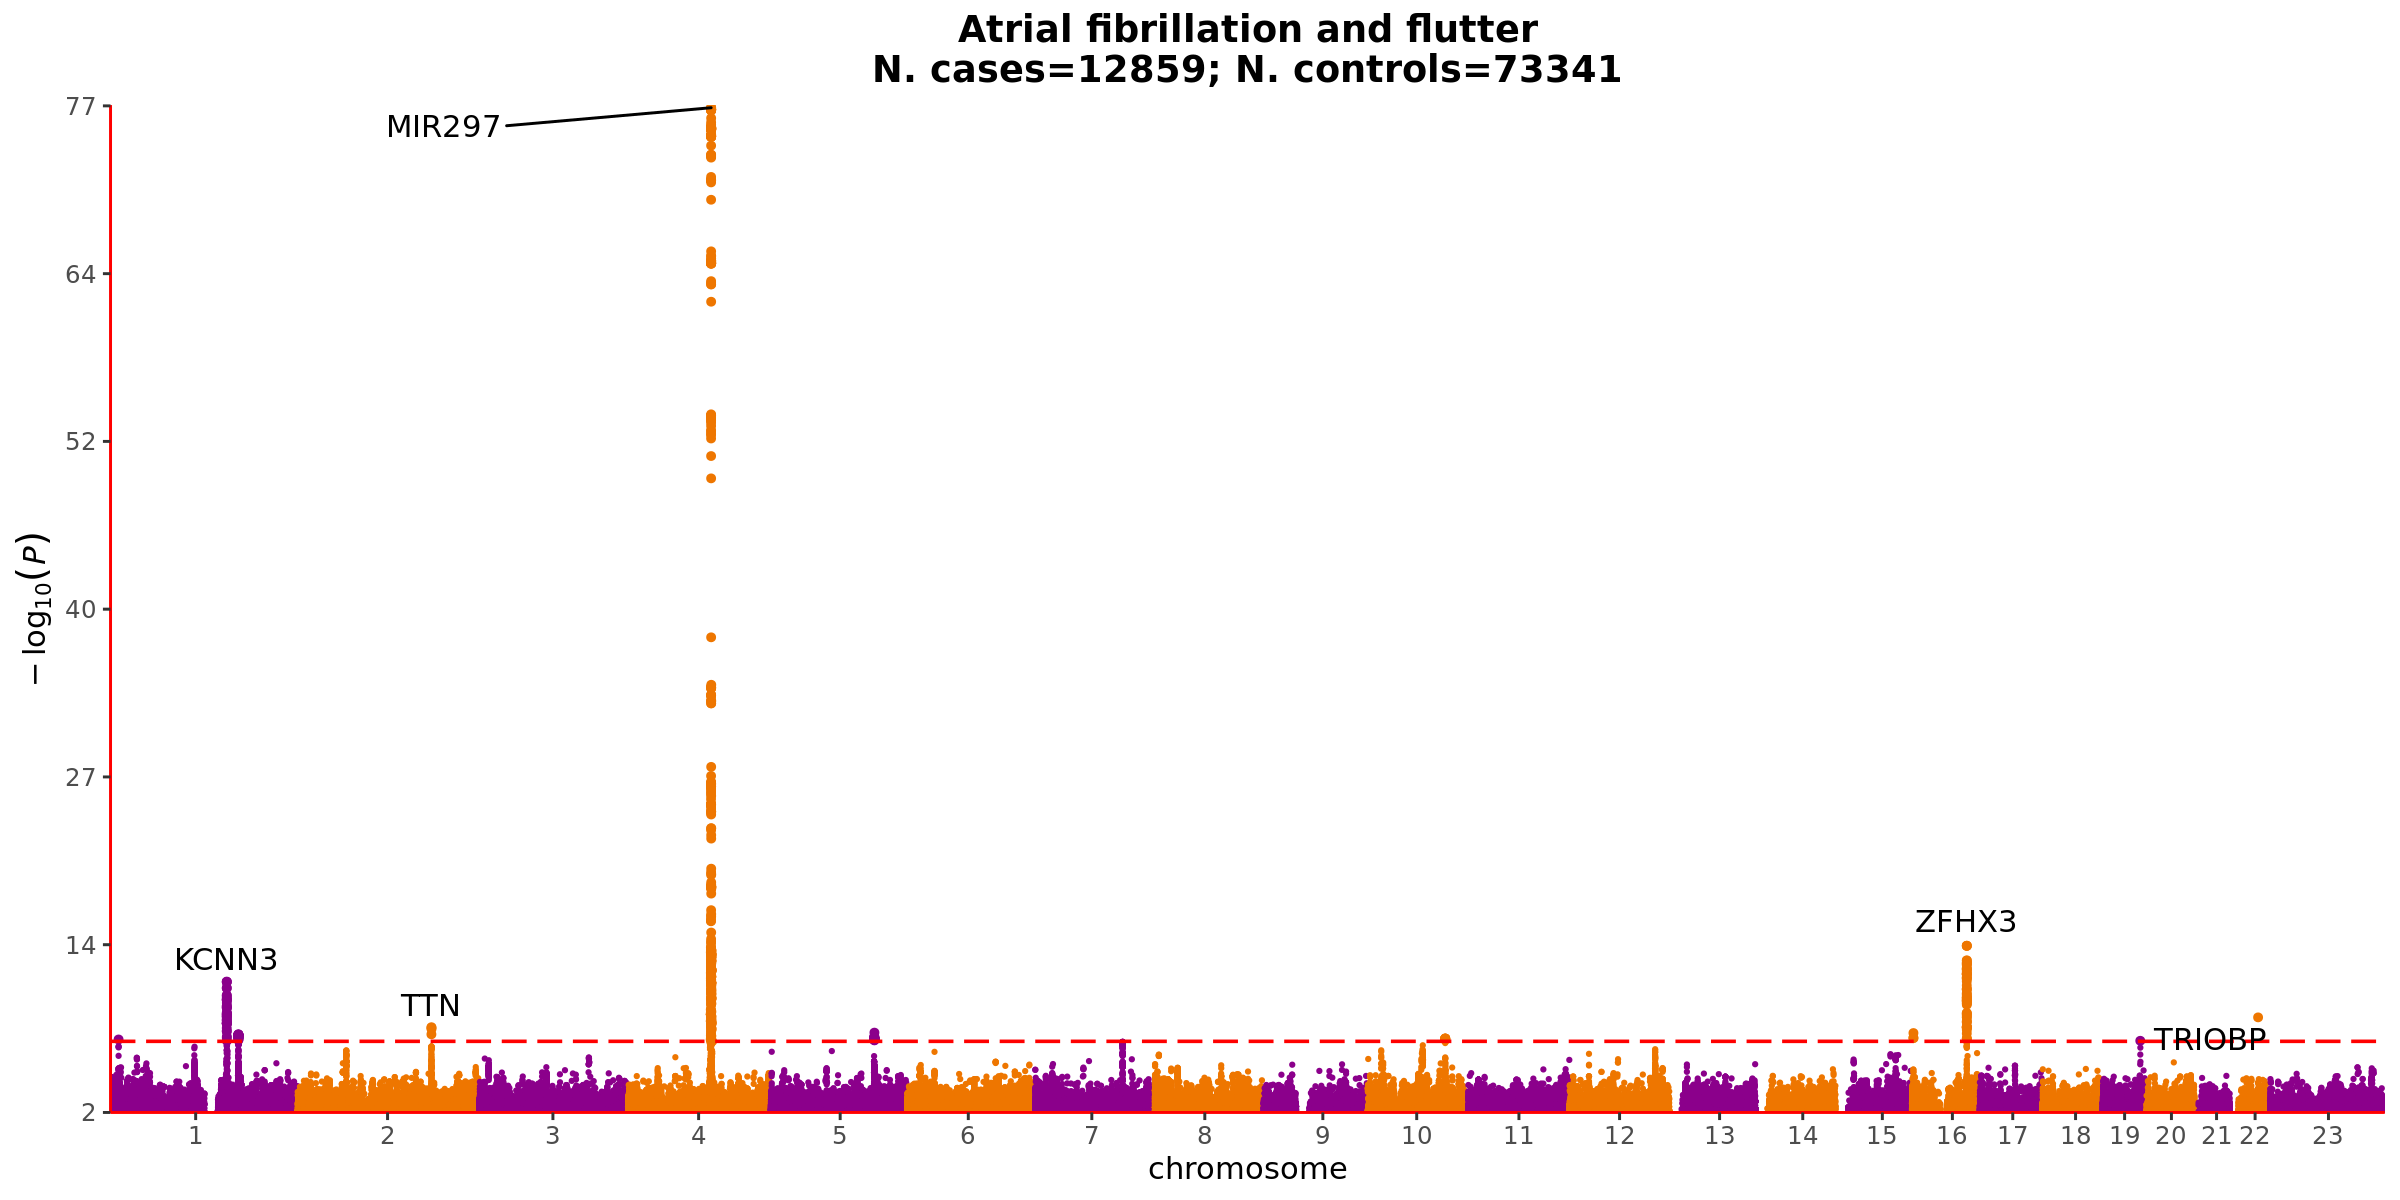 Atrial fibrillation and flutter
N. cases=12859; N. controls=73341
77
MIR297
64
52
40
27
14
2
− log10(P)
KCNN3
TTN
ZFHX3
TRIOBP
1 2 3 4 5 6 7 8 9 10 11 12 13 14 15 16 17 18 19 20 21 22 23
chromosome